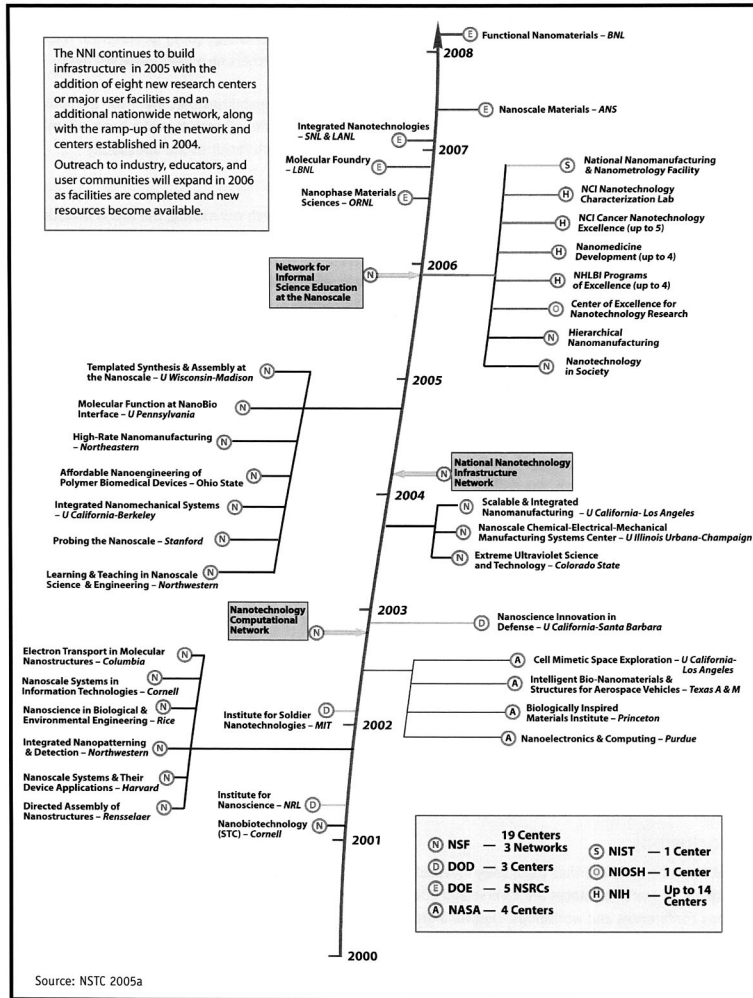 The NNI continues to build
infrastructure in 2005 with the
addition of eight new research centers
or major user facilities and an
additional nationwide network, along
with the ramp-up of the network and
centers established in 2004.
Outreach to industry, educators, and
user communities will expand in 2006
as facilities are completed and new
resources become available.
E Functional Nanomaterials – BNL
2008
E Nanoscale Materials – ANS
Integrated Nanotechnologies
– SNL & LANL E
2007
Molecular Foundry
– LBNL E
Nanophase Materials
Sciences – ORNL E
S National Nanomanufacturing
& Nanometrology Facility
H NCI Nanotechnology
Characterization Lab
H NCI Cancer Nanotechnology
Excellence (up to 5)
H Nanomedicine
Development (up to 4)
H NHLBI Programs
of Excellence (up to 4)
O Center of Excellence for
Nanotechnology Research
N Hierarchical
Nanomanufacturing
N Nanotechnology
in Society
2006
Network for
Informal
Science Education
at the Nanoscale
N
2005
Templated Synthesis & Assembly at
the Nanoscale – U Wisconsin-Madison N
Molecular Function at NanoBio
Interface – U Pennsylvania N
High-Rate Nanomanufacturing
– Northeastern N
Affordable Nanoengineering of
Polymer Biomedical Devices – Ohio State N
Integrated Nanomechanical Systems
– U California-Berkeley N
Probing the Nanoscale – Stanford N
Learning & Teaching in Nanoscale
Science & Engineering – Northwestern N
N National Nanotechnology
Infrastructure
Network
2004
N Scalable & Integrated
Nanomanufacturing – U California- Los Angeles
N Nanoscale Chemical-Electrical-Mechanical
Manufacturing Systems Center – U Illinois Urbana-Champaign
N Extreme Ultraviolet Science
and Technology – Colorado State
2003
Nanotechnology
Computational
Network
N
D Nanoscience Innovation in
Defense – U California-Santa Barbara
Electron Transport in Molecular
Nanostructures – Columbia N
Nanoscale Systems in
Information Technologies – Cornell N
Nanoscience in Biological &
Environmental Engineering – Rice N
Integrated Nanopatterning
& Detection – Northwestern N
Nanoscale Systems & Their
Device Applications – Harvard N
Directed Assembly of
Nanostructures – Rensselaer N
A Cell Mimetic Space Exploration – U California-
Los Angeles
A Intelligent Bio-Nanomaterials &
Structures for Aerospace Vehicles – Texas A & M
A Biologically Inspired
Materials Institute – Princeton
A Nanoelectronics & Computing – Purdue
Institute for Soldier
Nanotechnologies – MIT D
2002
Institute for
Nanoscience – NRL D
Nanobiotechnology
(STC) – Cornell N
2001
2000
N NSF — 19 Centers
3 Networks
D DOD — 3 Centers
E DOE — 5 NSRCs
A NASA — 4 Centers
S NIST — 1 Center
O NIOSH — 1 Center
H NIH — Up to 14
Centers
Source: NSTC 2005a